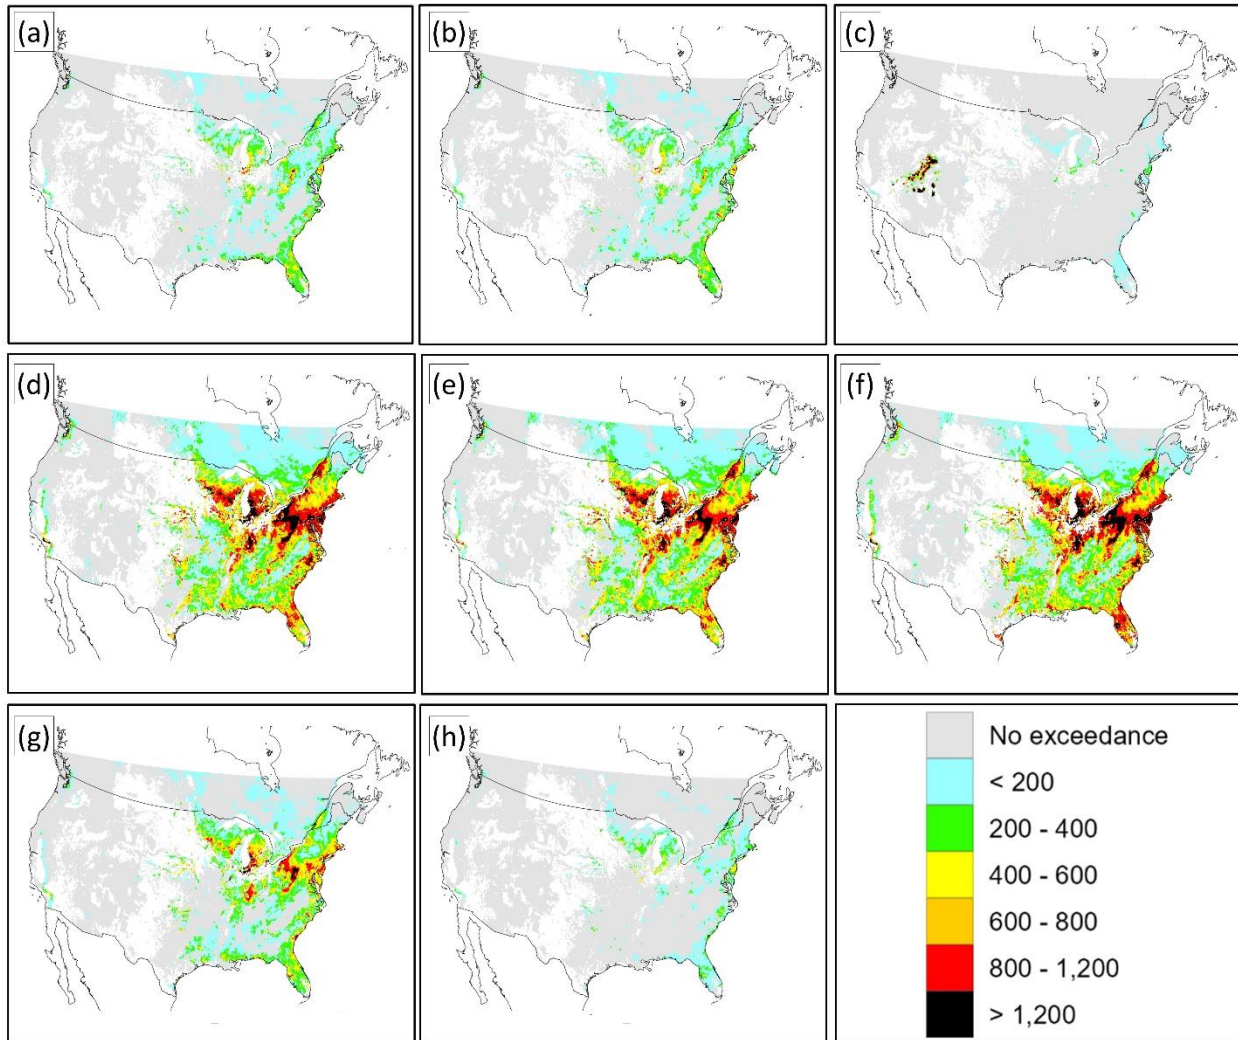 (a)
(b)
(c)
(d)
(e)
(f)
(g)
(h)
No exceedance
< 200
200 - 400
400 - 600
600 - 800
800 - 1,200
> 1,200